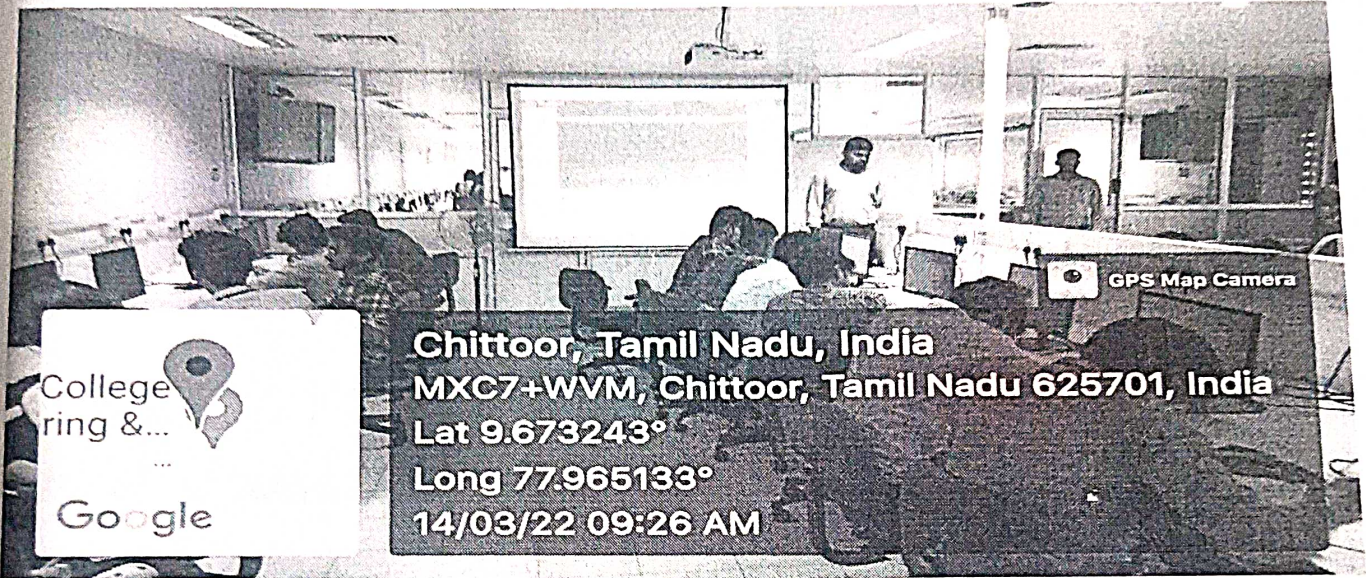 GPS Map Camera
Chittoor, Tamil Nadu, India
MXC7+WVM, Chittoor, Tamil Nadu 625701, India
Lat 9.673243°
Long 77.965133°
14/03/22 09:26 AM
College
ring &...
...
Google